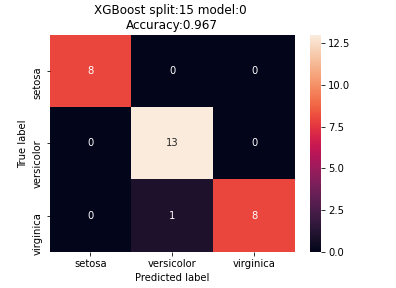 XGBoost split:15 model:0
Accuracy:0.967
True label
setosa
versicolor
virginica
8 0 0
0 13 0
0 1 8
setosa versicolor virginica
Predicted label
12.5
10.0
7.5
5.0
2.5
0.0